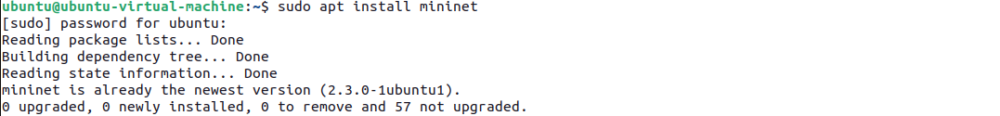 ubuntu@ubuntu-virtual-machine:~$ sudo apt install mininet
[sudo] password for ubuntu:
Reading package lists... Done
Building dependency tree... Done
Reading state information... Done
mininet is already the newest version (2.3.0-1ubuntu1).
0 upgraded, 0 newly installed, 0 to remove and 57 not upgraded.